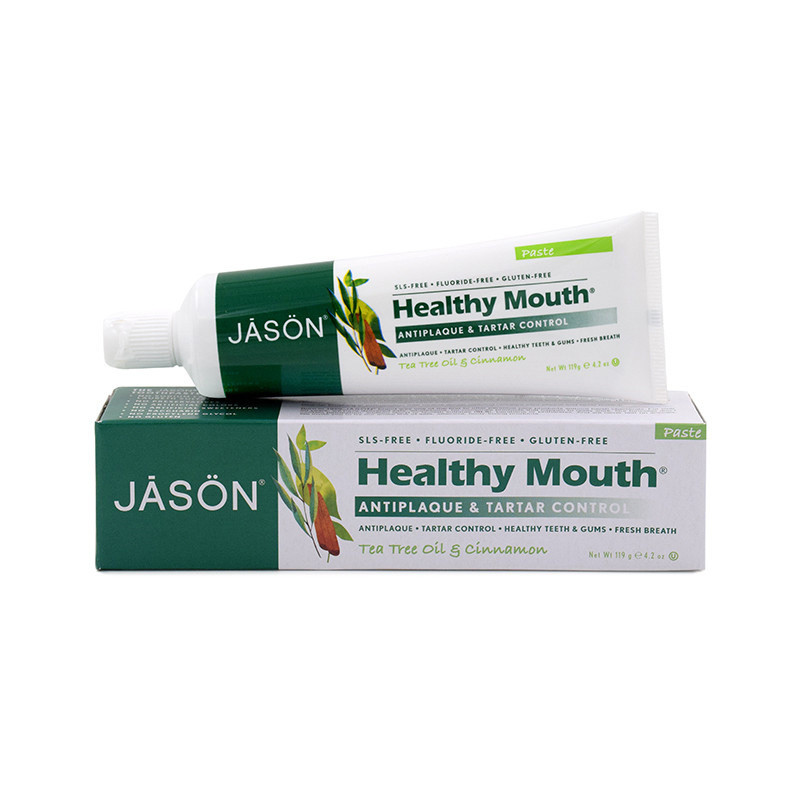 Paste
SLS-FREE • FLUORIDE-FREE • GLUTEN-FREE
Healthy Mouth®
JĀSÖN®
ANTIPLAQUE & TARTAR CONTROL
ANTIPLAQUE • TARTAR CONTROL • HEALTHY TEETH & GUMS • FRESH BREATH
Tea Tree Oil & Cinnamon
Net Wt 119g ℮ 4.2 oz
Paste
SLS-FREE • FLUORIDE-FREE • GLUTEN-FREE
Healthy Mouth®
JĀSÖN®
ANTIPLAQUE & TARTAR CONTROL
ANTIPLAQUE • TARTAR CONTROL • HEALTHY TEETH & GUMS • FRESH BREATH
Tea Tree Oil & Cinnamon
Net Wt 119 g ℮ 4.2 oz Ⓤ